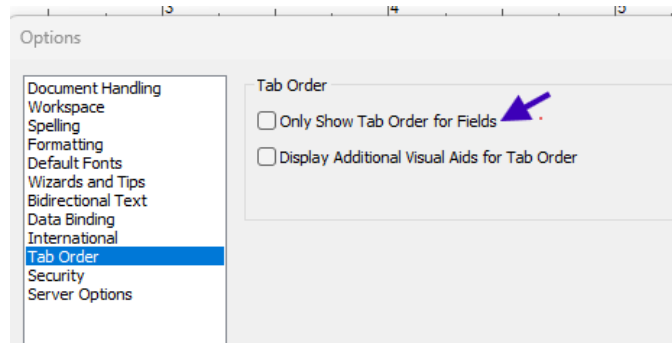 3 4 5
Options
Document Handling
Workspace
Spelling
Formatting
Default Fonts
Wizards and Tips
Bidirectional Text
Data Binding
International
Tab Order
Security
Server Options
Tab Order
Only Show Tab Order for Fields
Display Additional Visual Aids for Tab Order